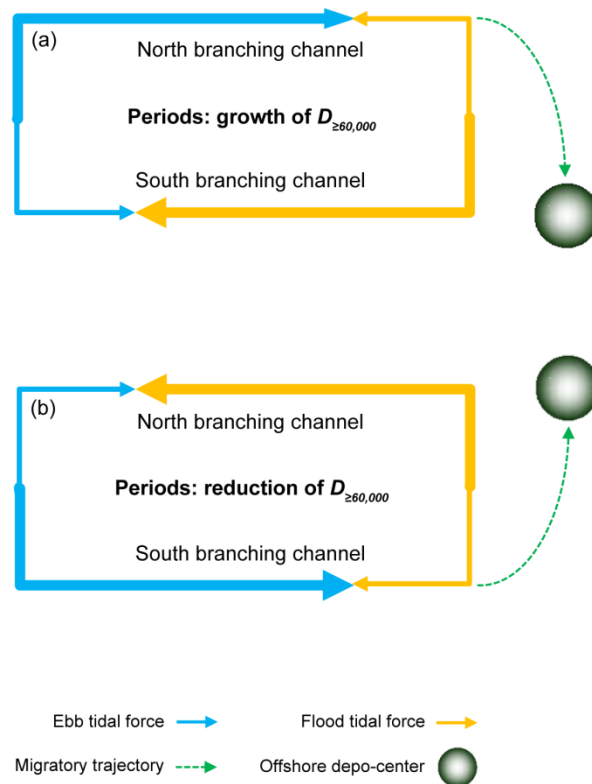 (a)
North branching channel
Periods: growth of D≥60,000
South branching channel
(b)
North branching channel
Periods: reduction of D≥60,000
South branching channel
Ebb tidal force
Flood tidal force
Migratory trajectory
Offshore depo-center